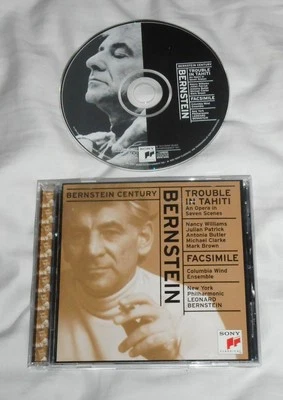 BERNSTEIN CENTURY
TROUBLE
IN TAHITI
BERNSTEIN
FACSIMILE
SONY
BERNSTEIN CENTURY
BERNSTEIN
TROUBLE
IN TAHITI
An Opera in
Seven Scenes
Nancy Williams
Julian Patrick
Antonia Butler
Michael Clarke
Mark Brown
FACSIMILE
Columbia Wind
Ensemble
New York
Philharmonic
LEONARD
BERNSTEIN
SONY
CLASSICAL